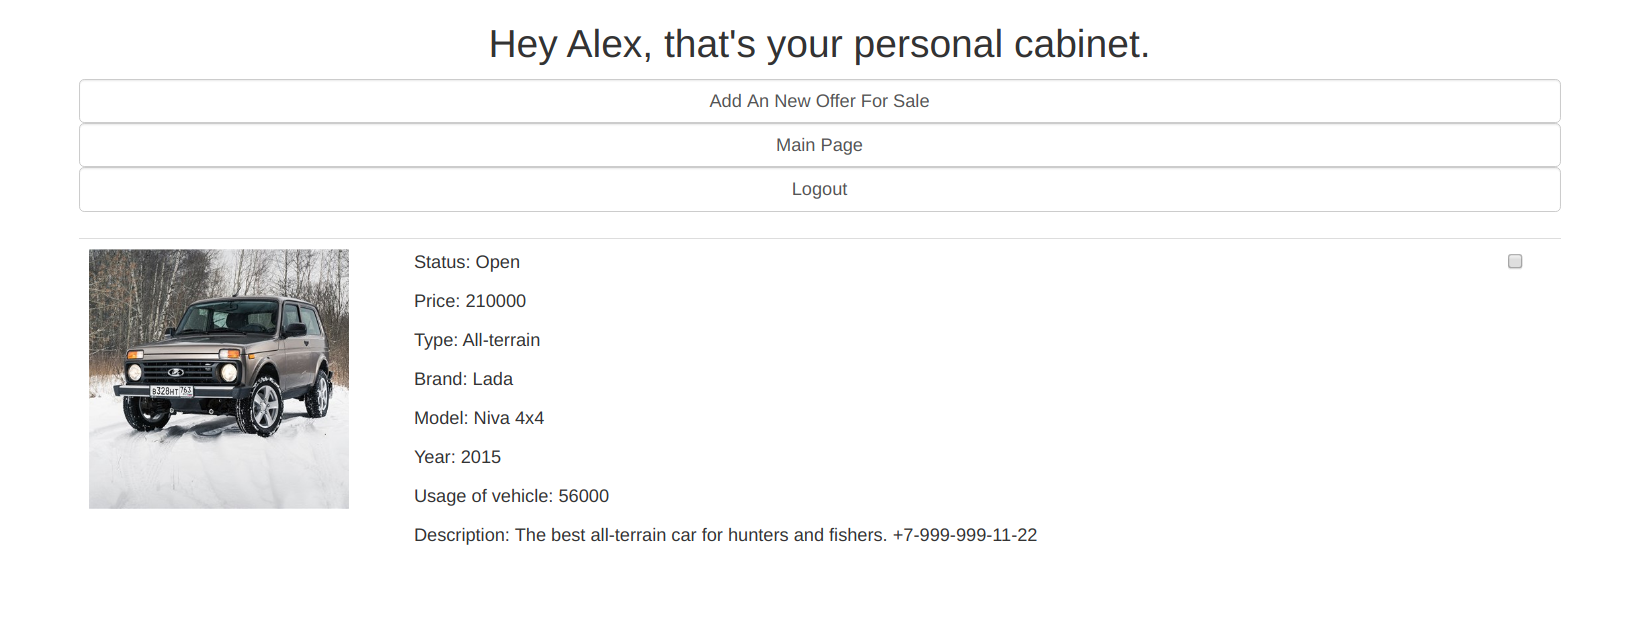 Hey Alex, that's your personal cabinet.
Add An New Offer For Sale
Main Page
Logout
Status: Open
Price: 210000
Type: All-terrain
Brand: Lada
Model: Niva 4x4
Year: 2015
Usage of vehicle: 56000
Description: The best all-terrain car for hunters and fishers. +7-999-999-11-22
в328нт 763